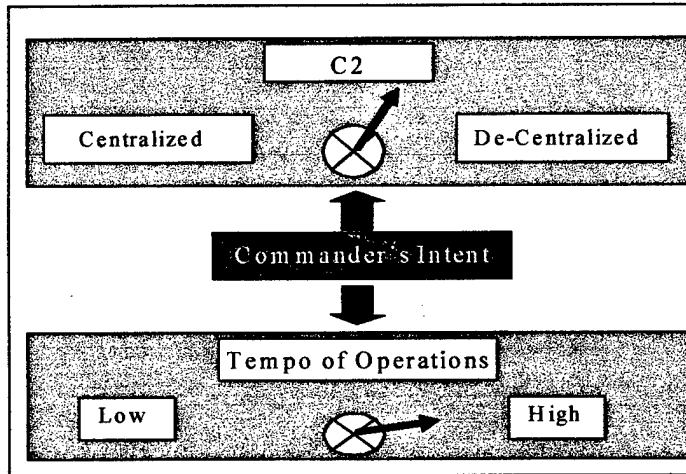 C2
Centralized
De-Centralized
Commander's Intent
Tempo of Operations
Low
High